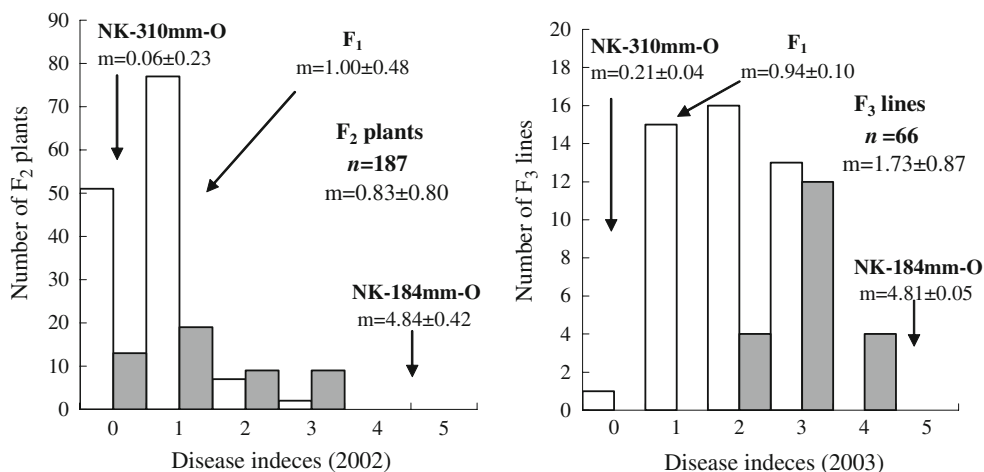 90
80
70
60
50
40
30
20
10
0
Number of F2 plants
NK-310mm-O
m=0.06±0.23
F1
m=1.00±0.48
F2 plants
n=187
m=0.83±0.80
NK-184mm-O
m=4.84±0.42
0 1 2 3 4 5
Disease indeces (2002)
20
18
16
14
12
10
8
6
4
2
0
Number of F3 lines
NK-310mm-O
m=0.21±0.04
F1
m=0.94±0.10
F3 lines
n =66
m=1.73±0.87
NK-184mm-O
m=4.81±0.05
0 1 2 3 4 5
Disease indeces (2003)